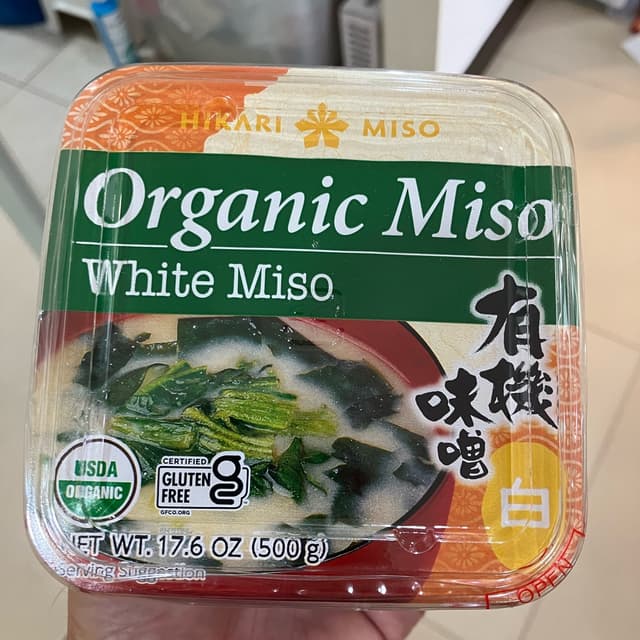 HIKARI MISO
Organic Miso
White Miso
有機
味噌
白
USDA
ORGANIC
CERTIFIED
GLUTEN
FREE
GFCO.ORG
NET WT. 17.6 OZ (500 g)
Serving Suggestion
OPEN